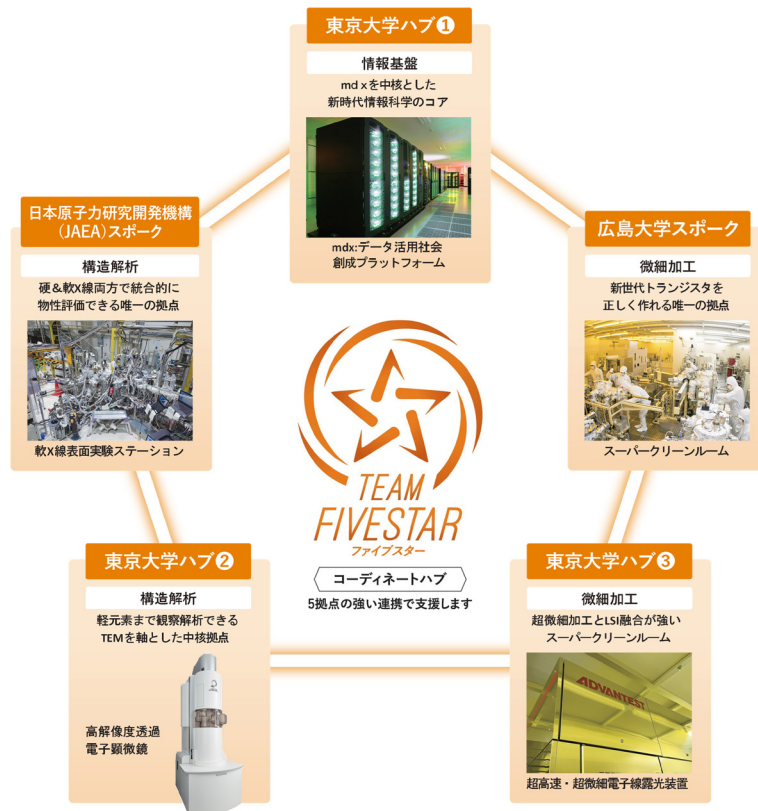 東京大学ハブ❶
情報基盤
mdxを中核とした
新時代情報科学のコア
mdx:データ活用社会
創成プラットフォーム
日本原子力研究開発機構
(JAEA)スポーク
構造解析
硬&軟X線両方で統合的に
物性評価できる唯一の拠点
軟X線表面実験ステーション
広島大学スポーク
微細加工
新世代トランジスタを
正しく作れる唯一の拠点
スーパークリーンルーム
TEAM
FIVESTAR
ファイブスター
コーディネートハブ
5拠点の強い連携で支援します
東京大学ハブ❷
構造解析
軽元素まで観察解析できる
TEMを軸とした中核拠点
高解像度透過
電子顕微鏡
東京大学ハブ❸
微細加工
超微細加工とLSI融合が強い
スーパークリーンルーム
ADVANTEST
超高速・超微細電子線露光装置